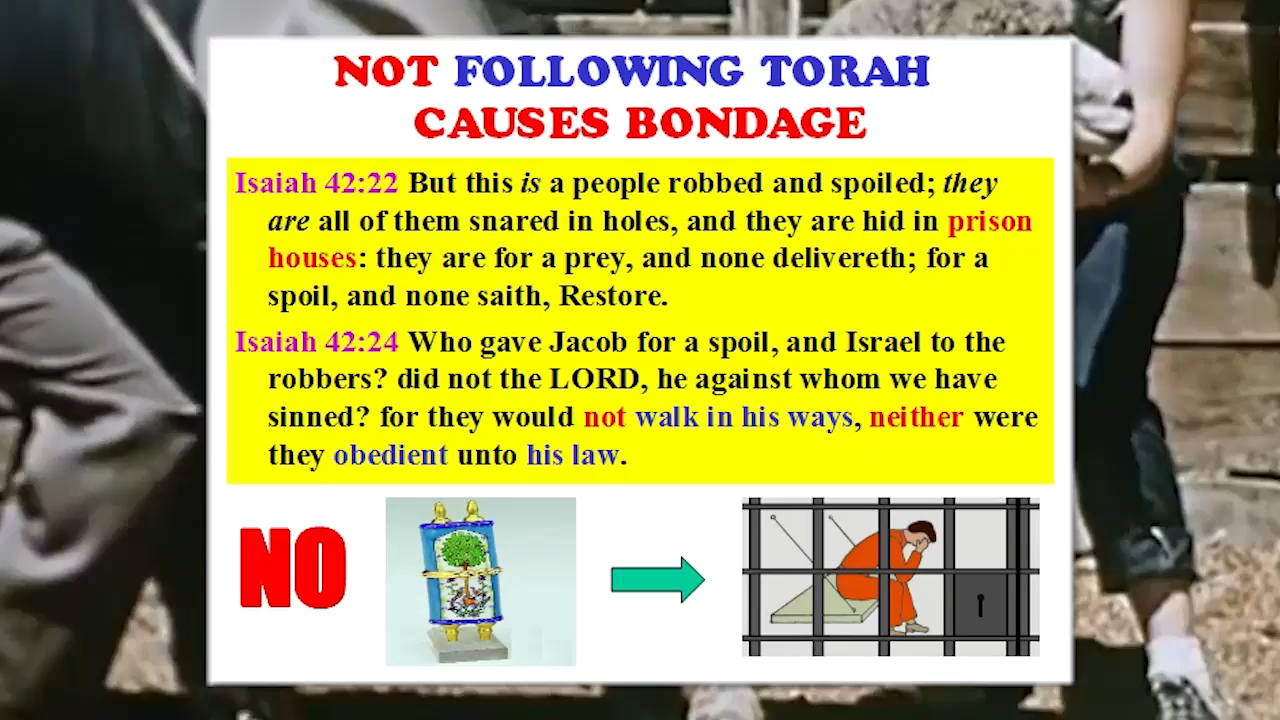 NOT FOLLOWING TORAH
CAUSES BONDAGE
Isaiah 42:22 But this is a people robbed and spoiled; they
are all of them snared in holes, and they are hid in prison
houses: they are for a prey, and none delivereth; for a
spoil, and none saith, Restore.
Isaiah 42:24 Who gave Jacob for a spoil, and Israel to the
robbers? did not the LORD, he against whom we have
sinned? for they would not walk in his ways, neither were
they obedient unto his law.
NO